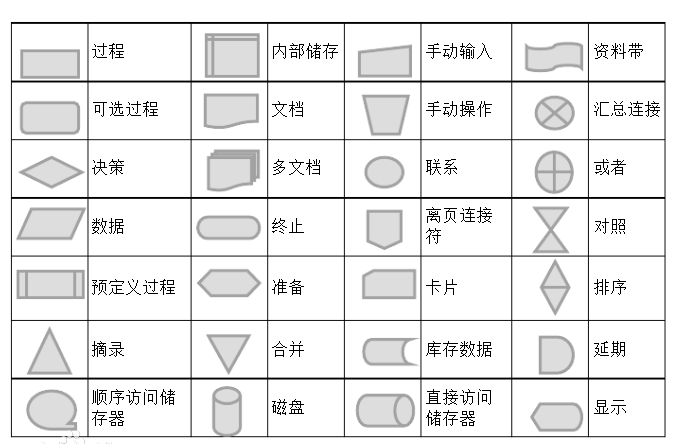 过程
内部储存
手动输入
资料带
可选过程
文档
手动操作
汇总连接
决策
多文档
联系
或者
数据
终止
离页连接
符
对照
预定义过程
准备
卡片
排序
摘录
合并
库存数据
延期
顺序访问储
存器
磁盘
直接访问
储存器
显示